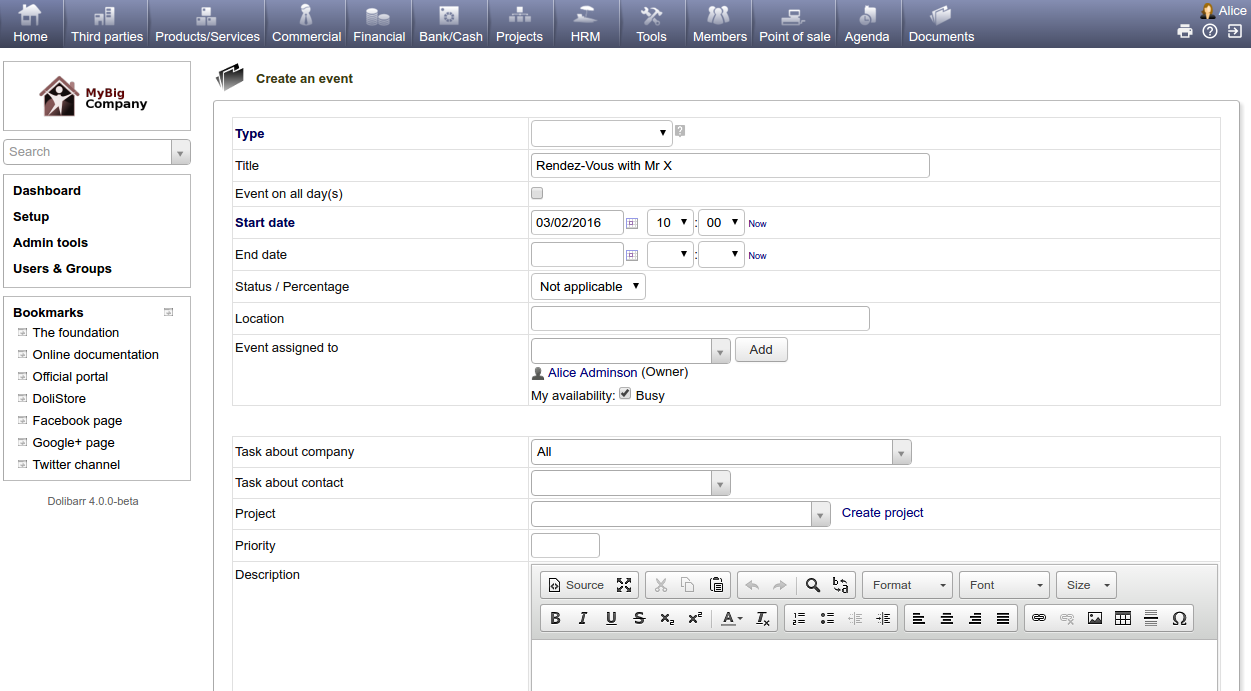 Home Third parties Products/Services Commercial Financial Bank/Cash Projects HRM Tools Members Point of sale Agenda Documents Alice
MyBig
Company
Search
Dashboard
Setup
Admin tools
Users & Groups
Bookmarks
The foundation
Online documentation
Official portal
DoliStore
Facebook page
Google+ page
Twitter channel
Dolibarr 4.0.0-beta
Create an event
Type
Title Rendez-Vous with Mr X
Event on all day(s)
Start date 03/02/2016 10 : 00 Now
End date : Now
Status / Percentage Not applicable
Location
Event assigned to Add
Alice Adminson (Owner)
My availability: Busy
Task about company All
Task about contact
Project Create project
Priority
Description
Source Format Font Size
B I U S x₂ x² A Tx Ω